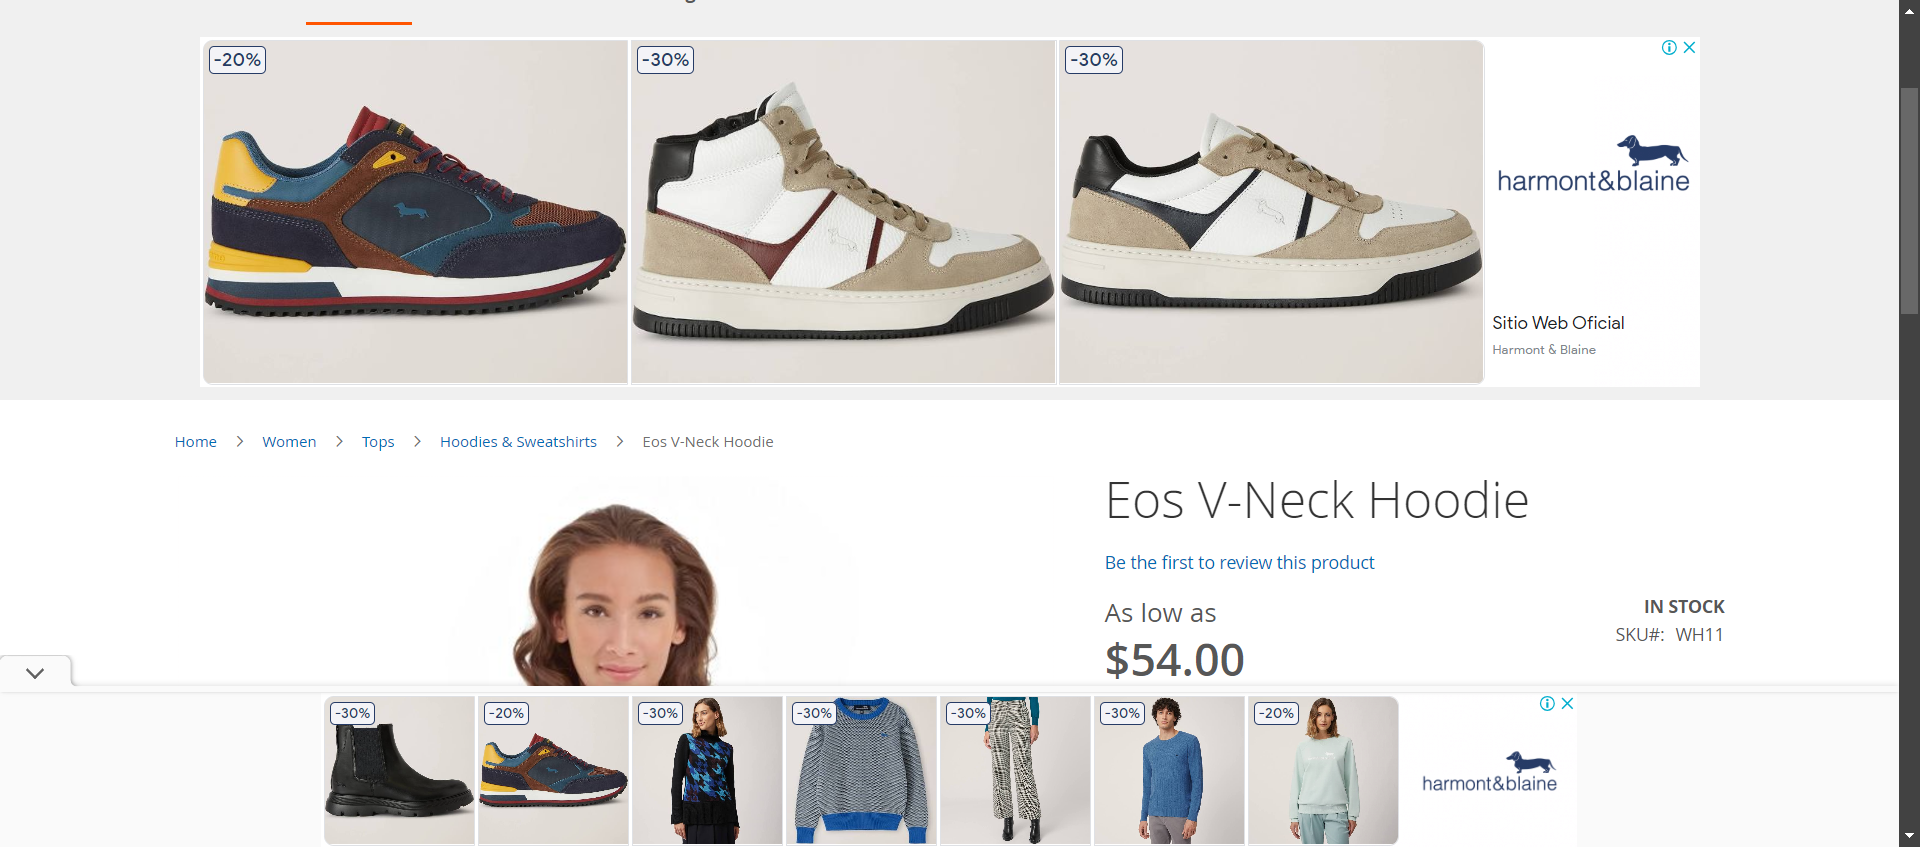 -20%
-30%
-30%
harmont&blaine
Sitio Web Oficial
Harmont & Blaine
Home > Women > Tops > Hoodies & Sweatshirts > Eos V-Neck Hoodie
Eos V-Neck Hoodie
Be the first to review this product
As low as
$54.00
IN STOCK
SKU#: WH11
-30%
-20%
-30%
-30%
-30%
-30%
-20%
harmont&blaine